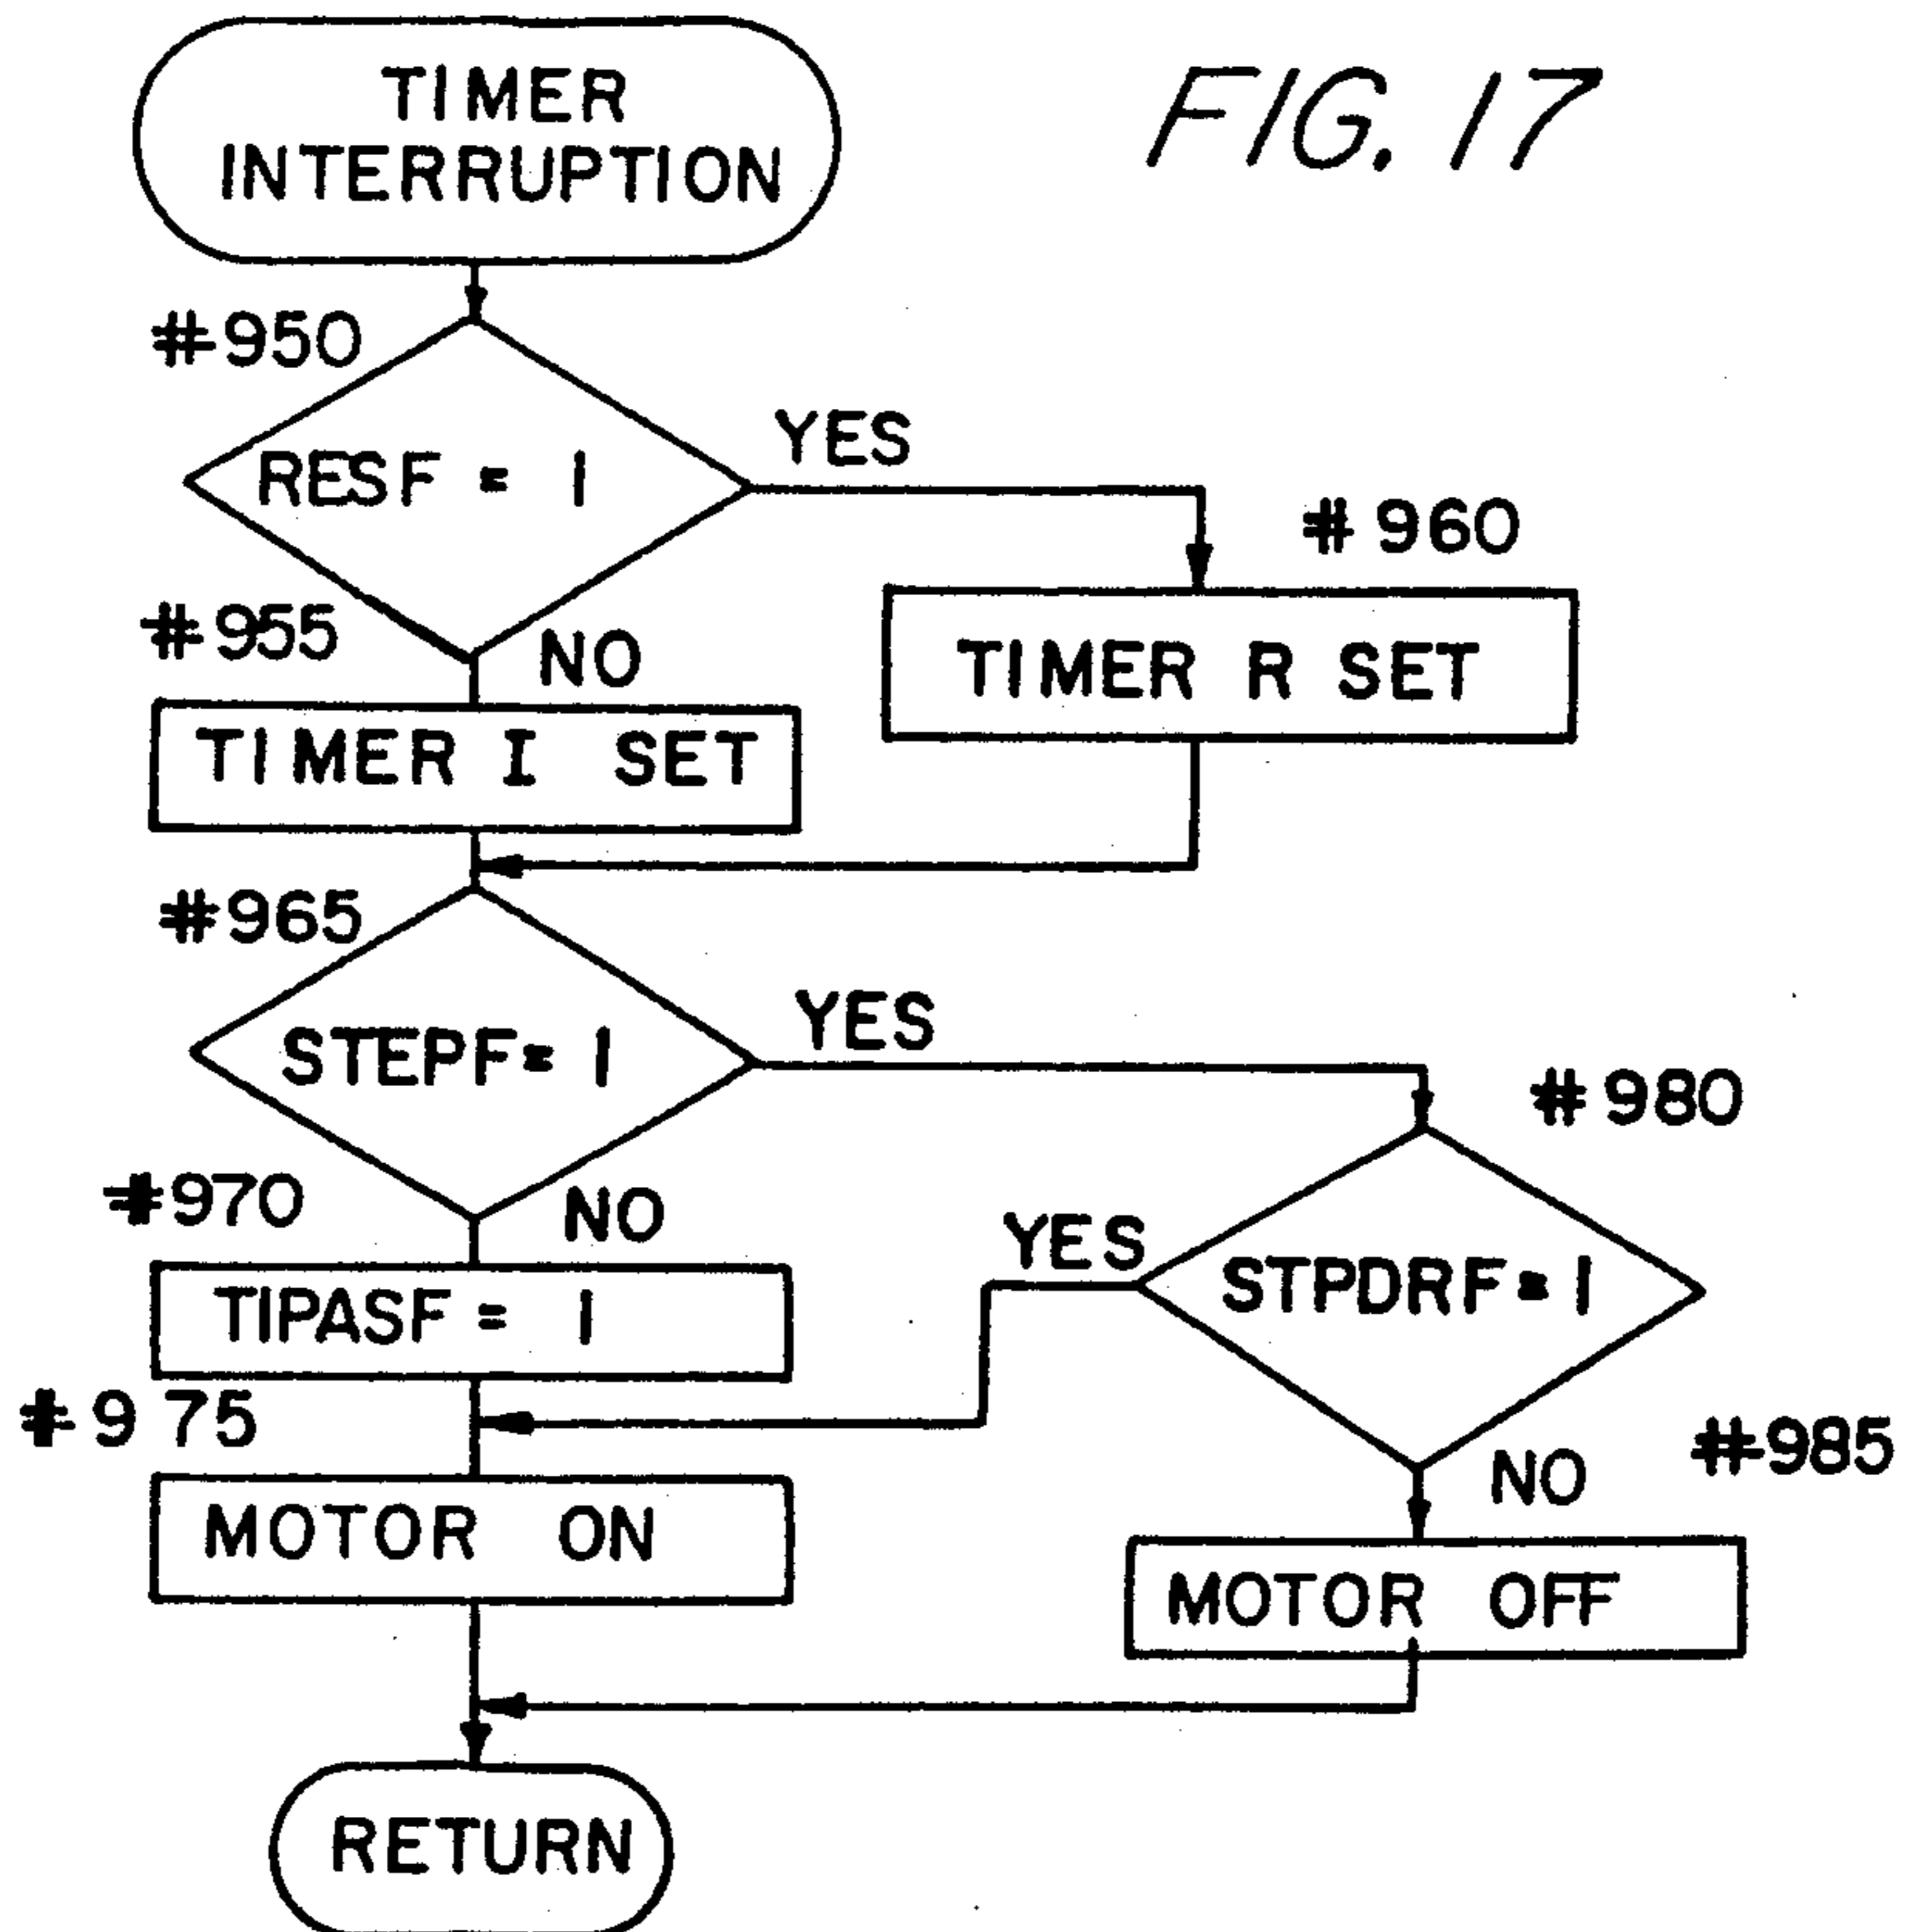 TIMER
INTERRUPTION
FIG. 17
#950
RESF = 1
YES
#960
#955
NO
TIMER R SET
TIMER I SET
#965
STEPF= 1
YES
#980
#970
NO
YES
STPDRF=1
TIPASF = 1
#975
#985
NO
MOTOR ON
MOTOR OFF
RETURN